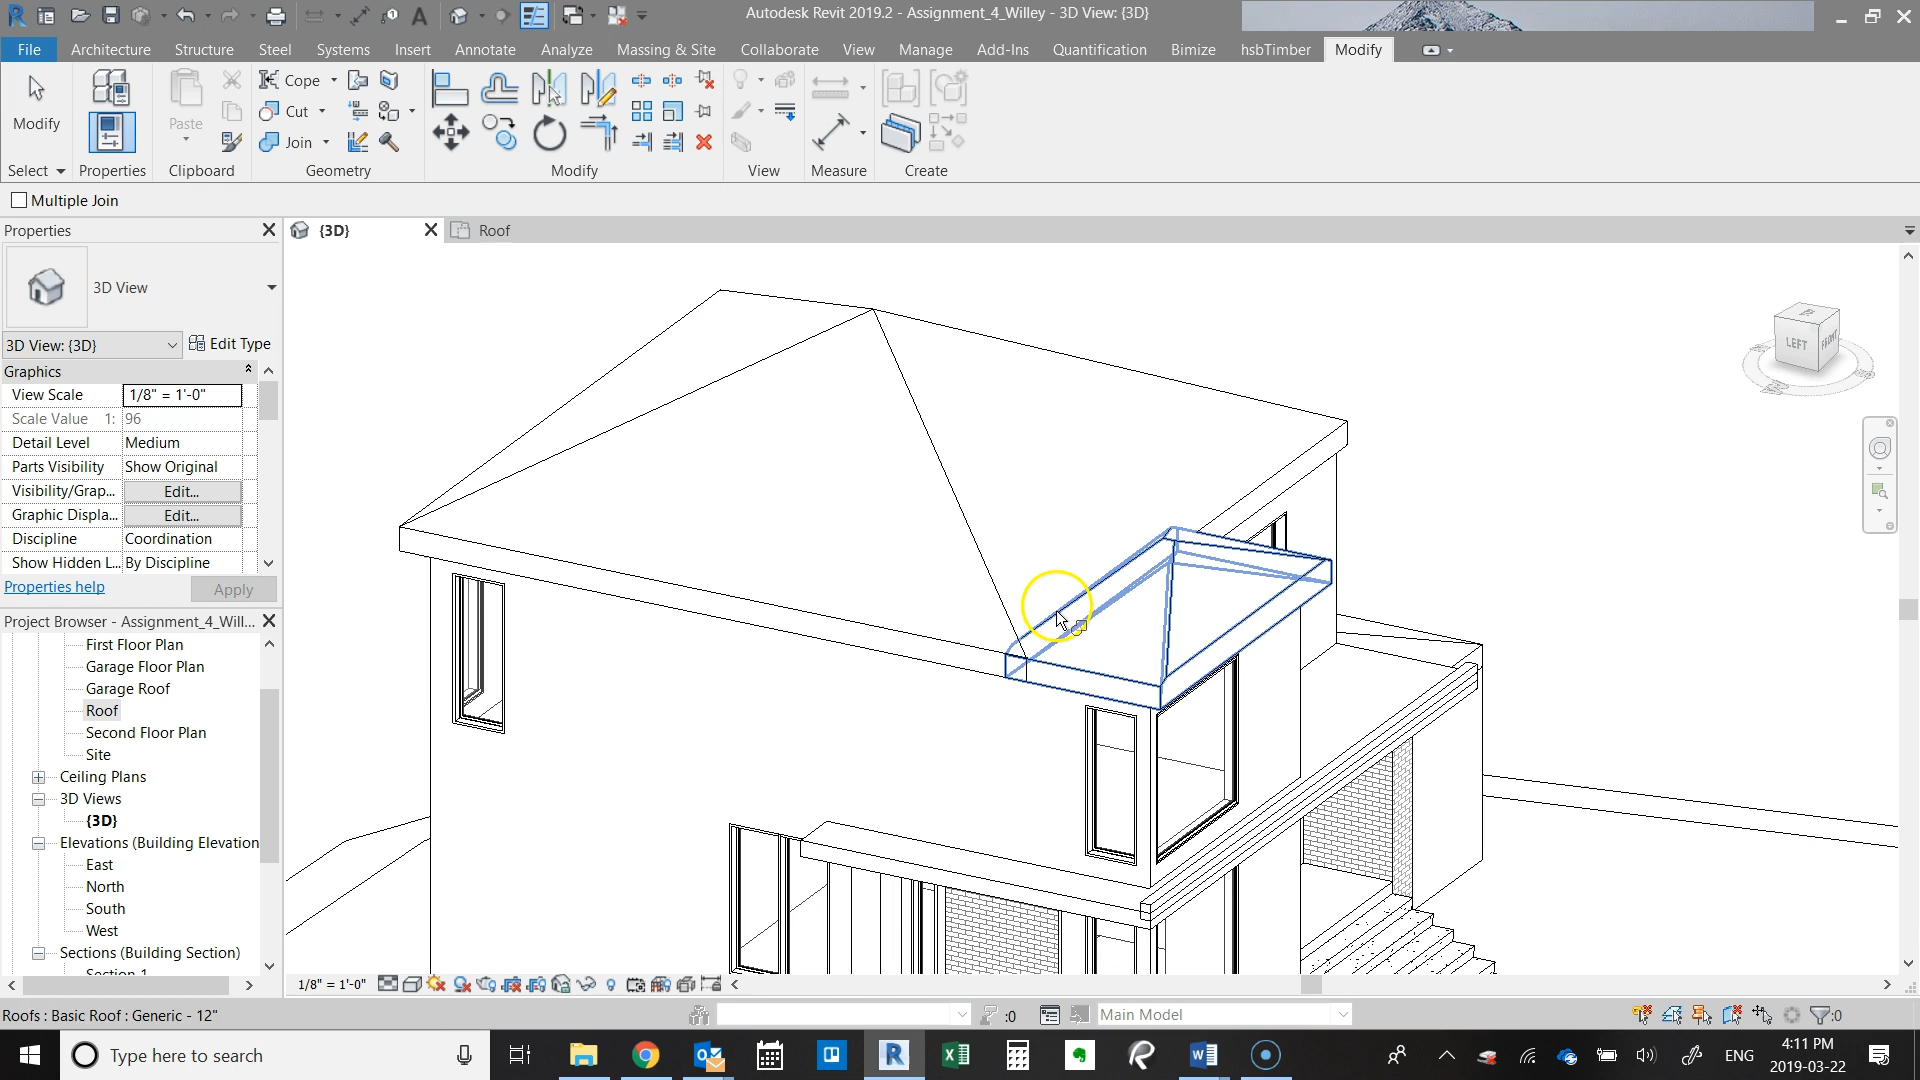 Autodesk Revit 2019.2 - Assignment_4_Willey - 3D View: {3D}
File Architecture Structure Steel Systems Insert Annotate Analyze Massing & Site Collaborate View Manage Add-Ins Quantification Bimize hsbTimber Modify
Modify Paste Cope Cut Join
Select Properties Clipboard Geometry Modify View Measure Create
Multiple Join
Properties
{3D} Roof
3D View
3D View: {3D} Edit Type
Graphics
View Scale 1/8" = 1'-0"
Scale Value 1: 96
Detail Level Medium
Parts Visibility Show Original
Visibility/Grap... Edit...
Graphic Displa... Edit...
Discipline Coordination
Show Hidden L... By Discipline
Properties help Apply
LEFT FRONT
Project Browser - Assignment_4_Will...
First Floor Plan
Garage Floor Plan
Garage Roof
Roof
Second Floor Plan
Site
Ceiling Plans
3D Views
{3D}
Elevations (Building Elevation
East
North
South
West
Sections (Building Section)
Section 1
1/8" = 1'-0"
Roofs : Basic Roof : Generic - 12" :0 Main Model :0
Type here to search
ENG
4:11 PM
2019-03-22